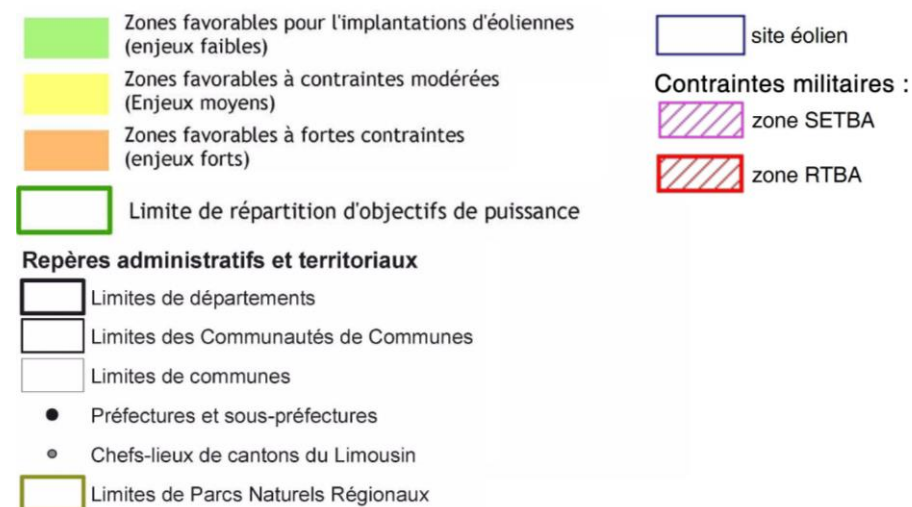 Zones favorables pour l'implantations d'éoliennes
(enjeux faibles)
Zones favorables à contraintes modérées
(Enjeux moyens)
Zones favorables à fortes contraintes
(enjeux forts)
Limite de répartition d'objectifs de puissance
Repères administratifs et territoriaux
Limites de départements
Limites des Communautés de Communes
Limites de communes
Préfectures et sous-préfectures
Chefs-lieux de cantons du Limousin
Limites de Parcs Naturels Régionaux
site éolien
Contraintes militaires :
zone SETBA
zone RTBA